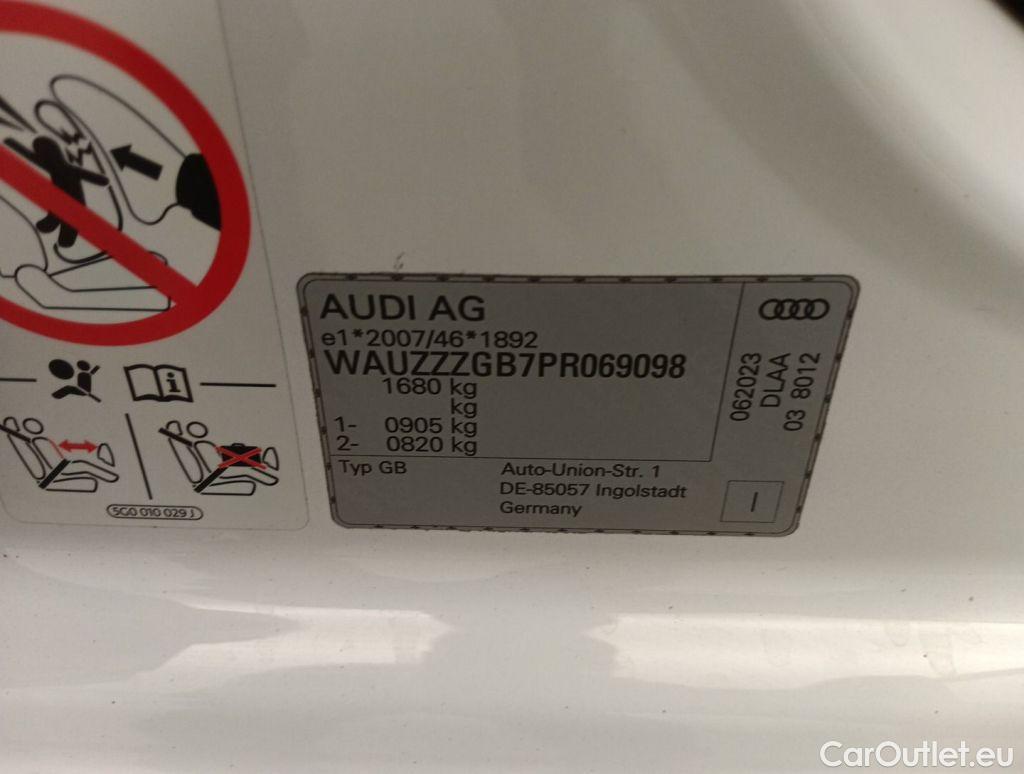 AUDI AG
e1*2007/46*1892
WAUZZZGB7PR069098
1680 kg
kg
1- 0905 kg
2- 0820 kg
Typ GB
Auto-Union-Str. 1
DE-85057 Ingolstadt
Germany
062023
DLAA
03 8012
I
i
5G0 010 029 J
CarOutlet.eu